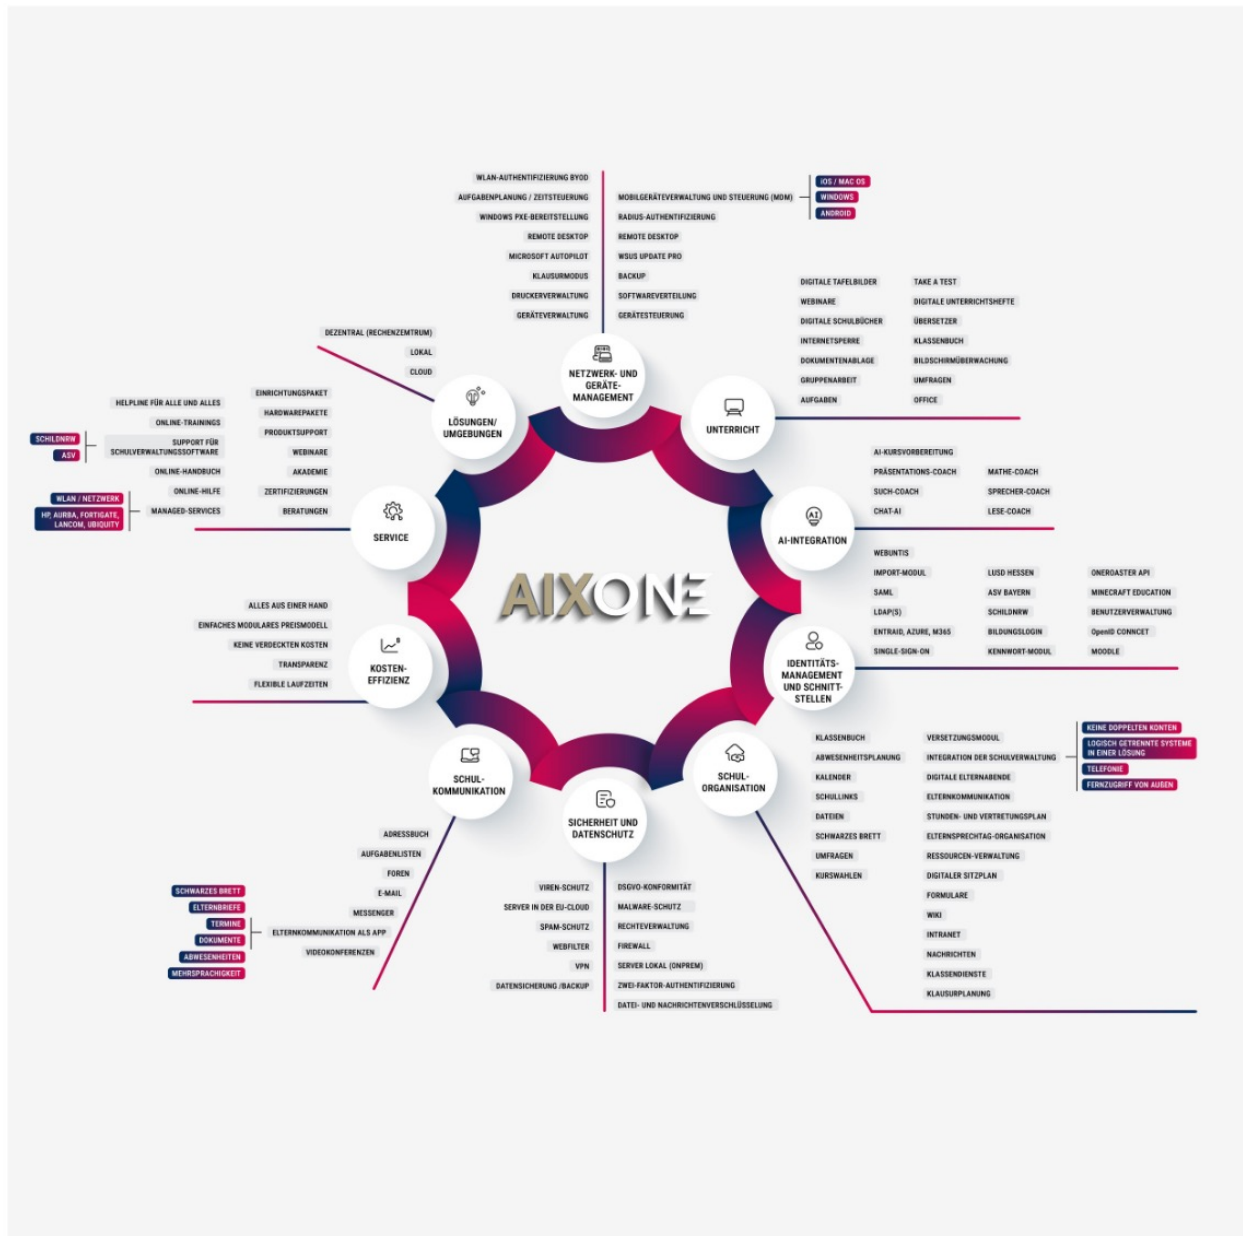 WLAN-AUTHENTIFIZIERUNG BYOD
AUFGABENPLANUNG / ZEITSTEUERUNG
WINDOWS PXE-BEREITSTELLUNG
REMOTE DESKTOP
MICROSOFT AUTOPILOT
KLAUSURMODUS
DRUCKERVERWALTUNG
GERÄTEVERWALTUNG
MOBILGERÄTEVERWALTUNG UND STEUERUNG (MDM)
iOS / MAC OS
WINDOWS
ANDROID
RADIUS-AUTHENTIFIZIERUNG
REMOTE DESKTOP
WSUS UPDATE PRO
BACKUP
SOFTWAREVERTEILUNG
GERÄTESTEUERUNG
NETZWERK- UND
GERÄTE-
MANAGEMENT
DIGITALE TAFELBILDER
WEBINARE
DIGITALE SCHULBÜCHER
INTERNETSPERRE
DOKUMENTENABLAGE
GRUPPENARBEIT
AUFGABEN
TAKE A TEST
DIGITALE UNTERRICHTSHEFTE
ÜBERSETZER
KLASSENBUCH
BILDSCHIRMÜBERWACHUNG
UMFRAGEN
OFFICE
UNTERRICHT
AI-KURSVORBEREITUNG
PRÄSENTATIONS-COACH
SUCH-COACH
CHAT-AI
MATHE-COACH
SPRECHER-COACH
LESE-COACH
AI
AI-INTEGRATION
WEBUNTIS
IMPORT-MODUL
SAML
LDAP(S)
ENTRAID, AZURE, M365
SINGLE-SIGN-ON
LUSD HESSEN
ASV BAYERN
SCHILDNRW
BILDUNGSLOGIN
KENNWORT-MODUL
ONEROASTER API
MINECRAFT EDUCATION
BENUTZERVERWALTUNG
OpenID CONNCET
MOODLE
IDENTITÄTS-
MANAGEMENT
UND SCHNITT-
STELLEN
KLASSENBUCH
ABWESENHEITSPLANUNG
KALENDER
SCHULLINKS
DATEIEN
SCHWARZES BRETT
UMFRAGEN
KURSWAHLEN
VERSETZUNGSMODUL
INTEGRATION DER SCHULVERWALTUNG
KEINE DOPPELTEN KONTEN
LOGISCH GETRENNTE SYSTEME
IN EINER LÖSUNG
TELEFONIE
FERNZUGRIFF VON AUßEN
DIGITALE ELTERNABENDE
ELTERNKOMMUNIKATION
STUNDEN- UND VERTRETUNGSPLAN
ELTERNSPRECHTAG-ORGANISATION
RESSOURCEN-VERWALTUNG
DIGITALER SITZPLAN
FORMULARE
WIKI
INTRANET
NACHRICHTEN
KLASSENDIENSTE
KLAUSURPLANUNG
SCHUL-
ORGANISATION
VIREN-SCHUTZ
SERVER IN DER EU-CLOUD
SPAM-SCHUTZ
WEBFILTER
VPN
DATENSICHERUNG /BACKUP
DSGVO-KONFORMITÄT
MALWARE-SCHUTZ
RECHTEVERWALTUNG
FIREWALL
SERVER LOKAL (ONPREM)
ZWEI-FAKTOR-AUTHENTIFIZIERUNG
DATEI- UND NACHRICHTENVERSCHLÜSSELUNG
SICHERHEIT UND
DATENSCHUTZ
ADRESSBUCH
AUFGABENLISTEN
FOREN
E-MAIL
MESSENGER
ELTERNKOMMUNIKATION ALS APP
VIDEOKONFERENZEN
SCHWARZES BRETT
ELTERNBRIEFE
TERMINE
DOKUMENTE
ABWESENHEITEN
MEHRSPRACHIGKEIT
SCHUL-
KOMMUNIKATION
ALLES AUS EINER HAND
EINFACHES MODULARES PREISMODELL
KEINE VERDECKTEN KOSTEN
TRANSPARENZ
FLEXIBLE LAUFZEITEN
KOSTEN-
EFFIZIENZ
EINRICHTUNGSPAKET
HARDWAREPAKETE
PRODUKTSUPPORT
WEBINARE
AKADEMIE
ZERTIFIZIERUNGEN
BERATUNGEN
HELPLINE FÜR ALLE UND ALLES
ONLINE-TRAININGS
SUPPORT FÜR
SCHULVERWALTUNGSSOFTWARE
ONLINE-HANDBUCH
ONLINE-HILFE
MANAGED-SERVICES
SCHILDNRW
ASV
WLAN / NETZWERK
HP, AURBA, FORTIGATE,
LANCOM, UBIQUITY
SERVICE
DEZENTRAL (RECHENZEMTRUM)
LOKAL
CLOUD
LÖSUNGEN/
UMGEBUNGEN
AIXONE